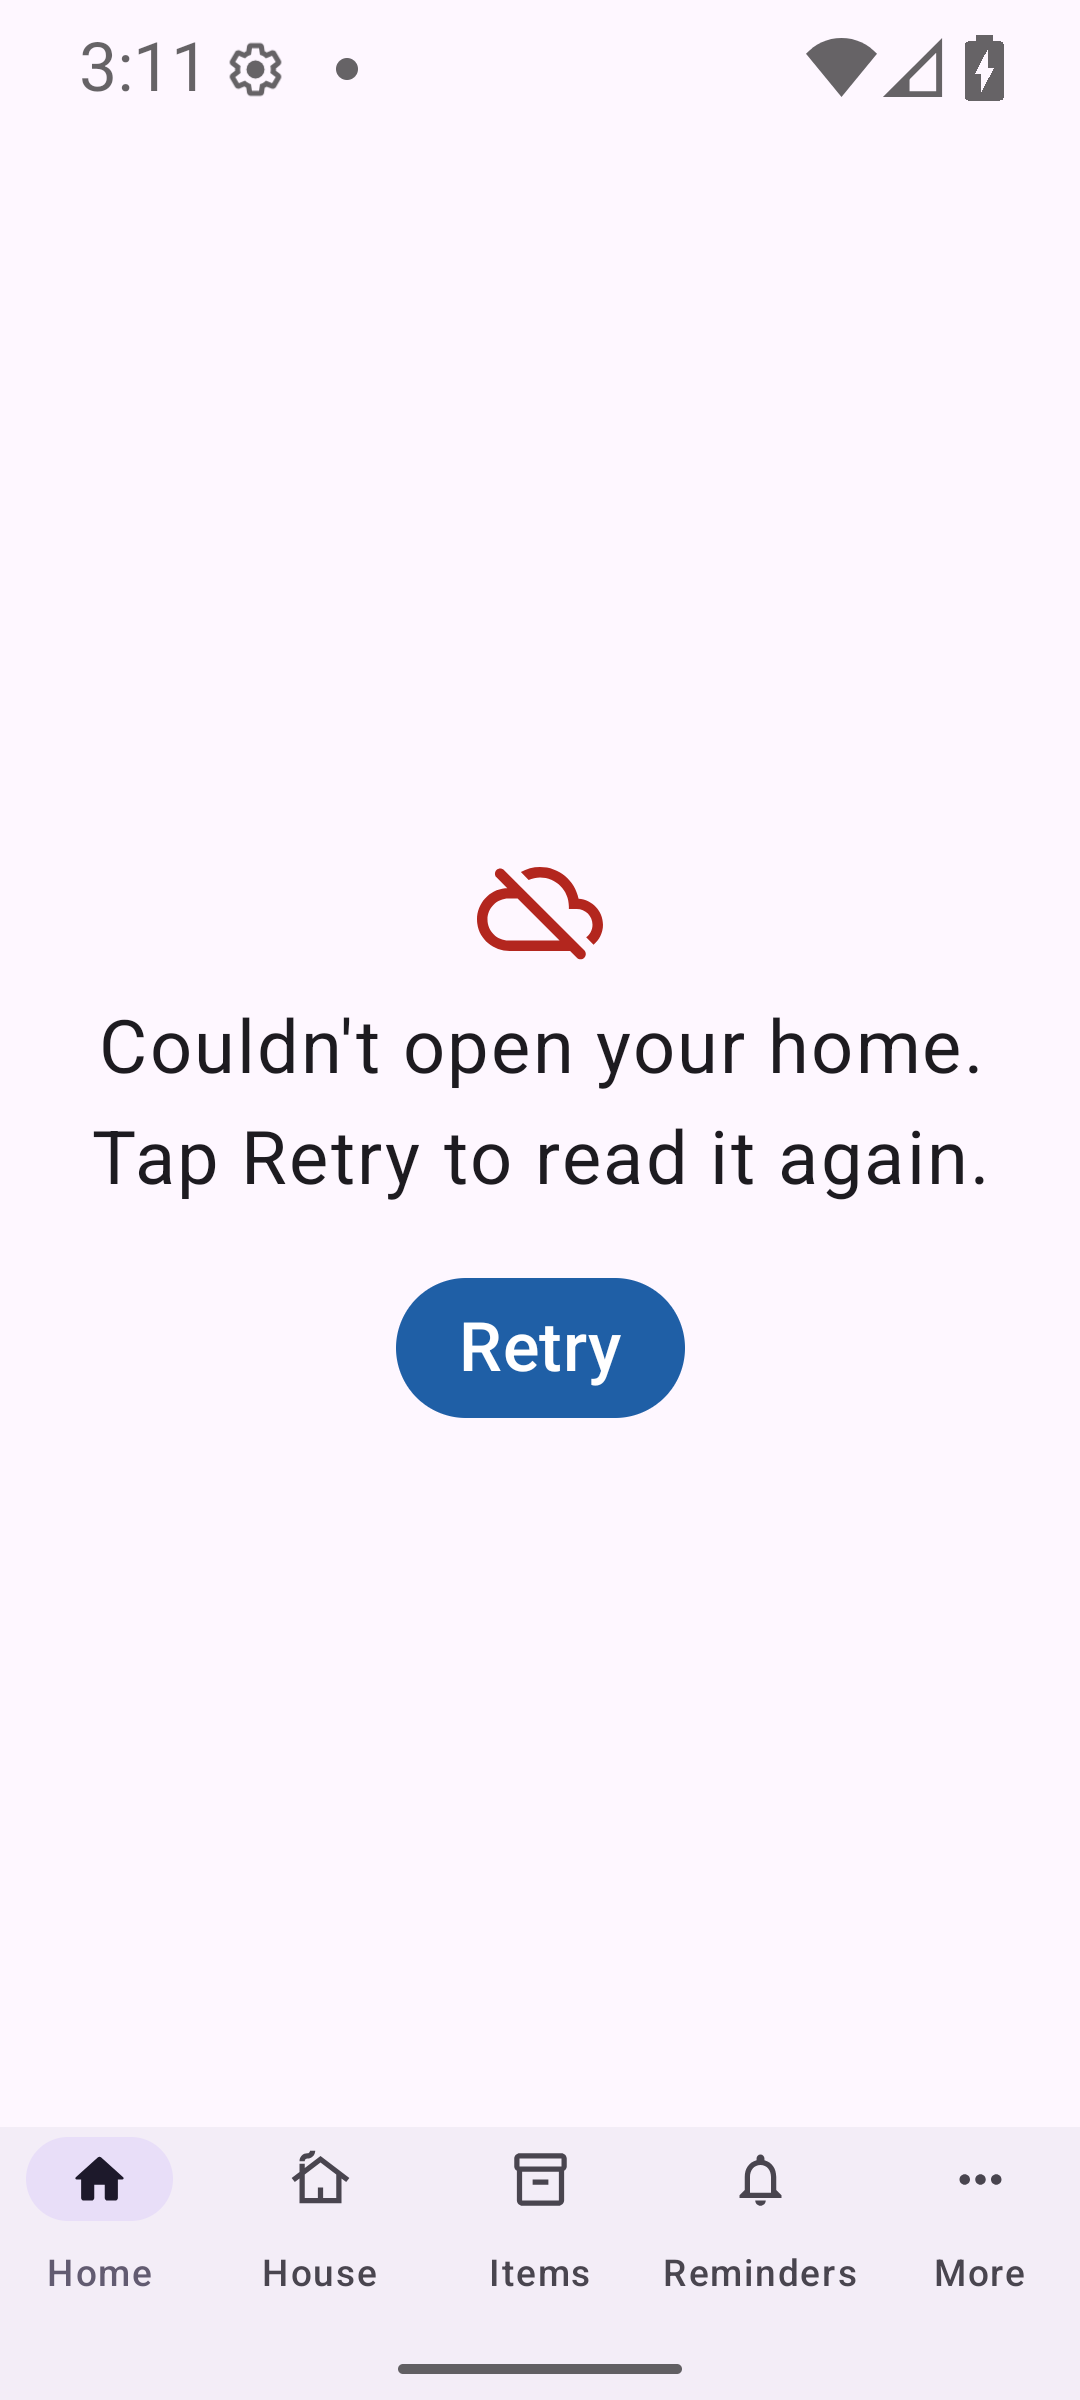 3:11
Couldn't open your home.
Tap Retry to read it again.
Retry
Home
House
Items
Reminders
More